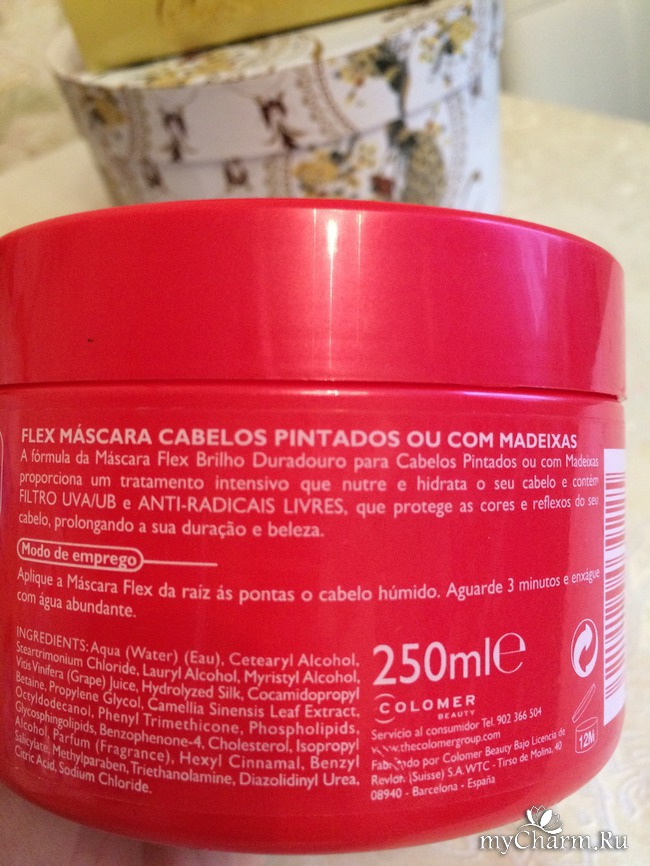 FLEX MÁSCARA CABELOS PINTADOS OU COM MADEIXAS
A fórmula da Máscara Flex Brilho Duradouro para Cabelos Pintados ou com Madeixas
proporciona um tratamento intensivo que nutre e hidrata o seu cabelo e contém
FILTRO UVA/UB e ANTI-RADICAIS LIVRES, que protege as cores e reflexos do seu
cabelo, prolongando a sua duração e beleza.
Modo de emprego
Aplique a Máscara Flex da raíz ás pontas o cabelo húmido. Aguarde 3 minutos e enxágue
com água abundante.
INGREDIENTS: Aqua (Water) (Eau), Cetearyl Alcohol,
Steartrimonium Chloride, Lauryl Alcohol, Myristyl Alcohol,
Vitis Vinifera (Grape) Juice, Hydrolyzed Silk, Cocamidopropyl
Betaine, Propylene Glycol, Camellia Sinensis Leaf Extract,
Octyldodecanol, Phenyl Trimethicone, Phospholipids,
Glycosphingolipids, Benzophenone-4, Cholesterol, Isopropyl
Alcohol, Parfum (Fragrance), Hexyl Cinnamal, Benzyl
Salicylate, Methylparaben, Triethanolamine, Diazolidinyl Urea,
Citric Acid, Sodium Chloride.
250ml e
COLOMER
BEAUTY
Servicio al consumidor Tel. 902 366 504
www.thecolomergroup.com
Fabricado por Colomer Beauty Bajo Licencia de
Revlon (Suisse) S.A. WTC - Tirso de Molina, 40
08940 - Barcelona - España
12M
myCharm.Ru